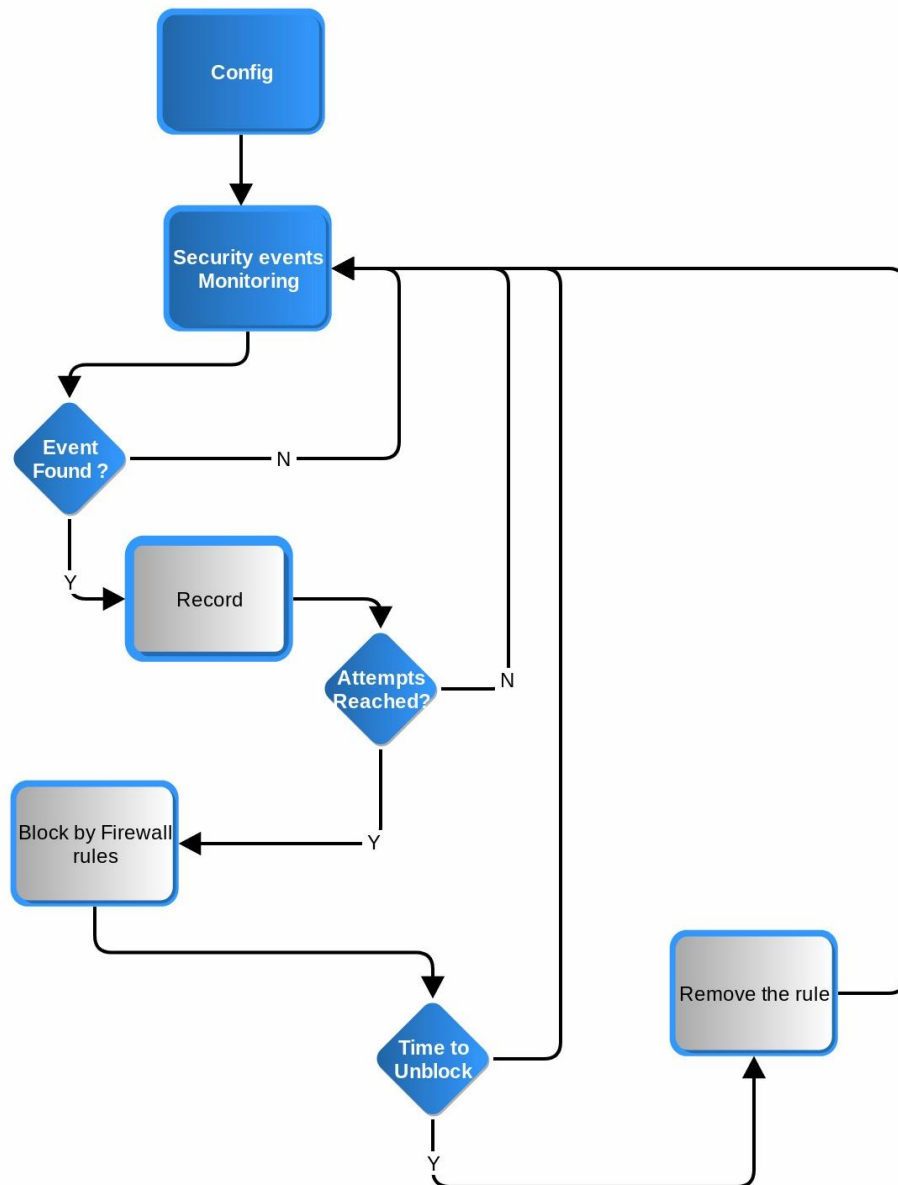 Config
Security events
Monitoring
Event
Found ?
N
Y
Record
Attempts
Reached?
N
Y
Block by Firewall
rules
Remove the rule
Time to
Unblock
Y